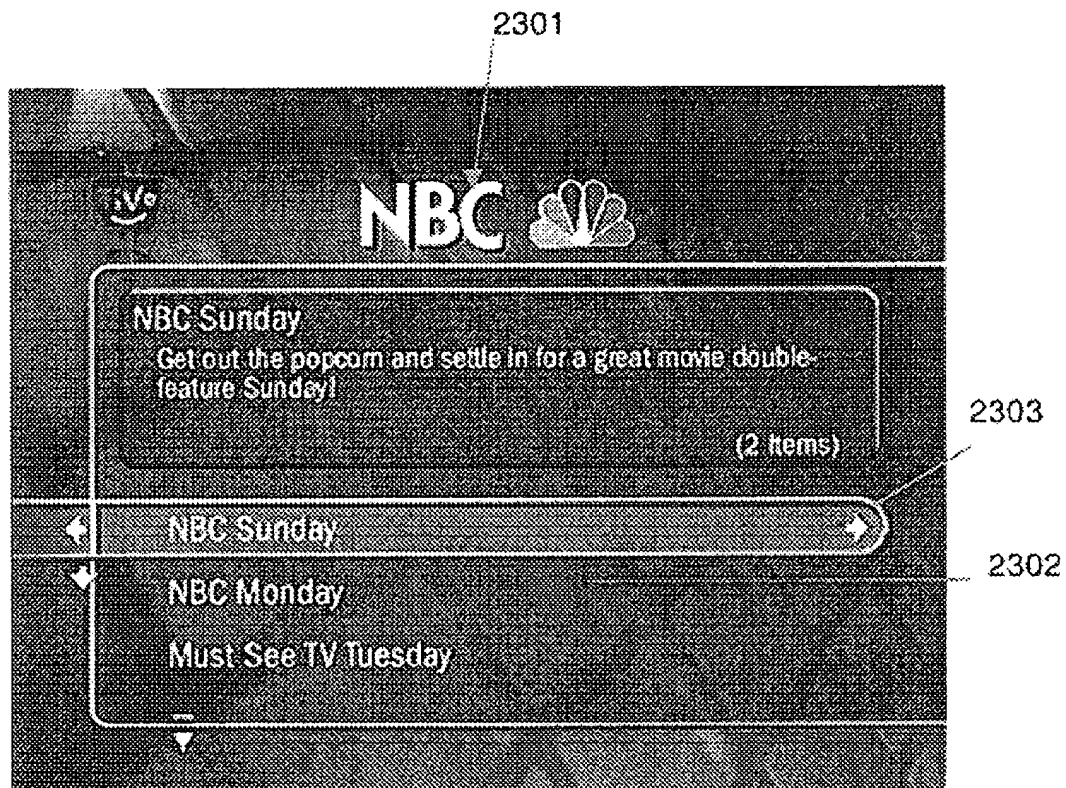 2301
TiVo
NBC
NBC Sunday
Get out the popcorn and settle in for a great movie double-
feature Sunday!
(2 items)
2303
NBC Sunday
2302
NBC Monday
Must See TV Tuesday